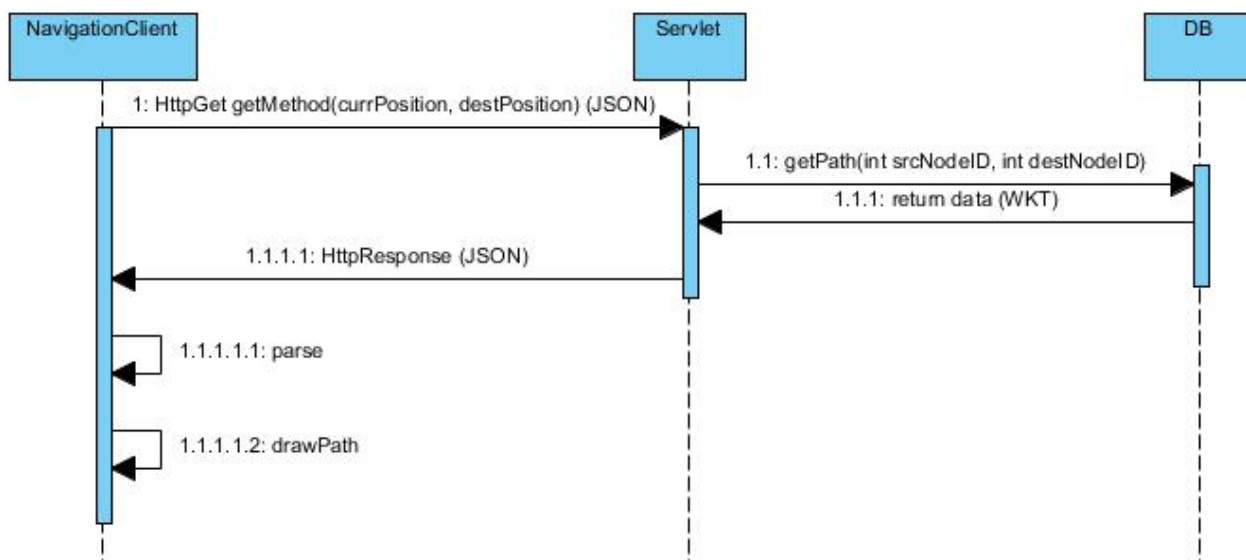 NavigationClient
Servlet
DB
1: HttpGet getMethod(currPosition, destPosition) (JSON)
1.1: getPath(int srcNodeID, int destNodeID)
1.1.1: return data (WKT)
1.1.1.1: HttpResponse (JSON)
1.1.1.1.1: parse
1.1.1.1.2: drawPath